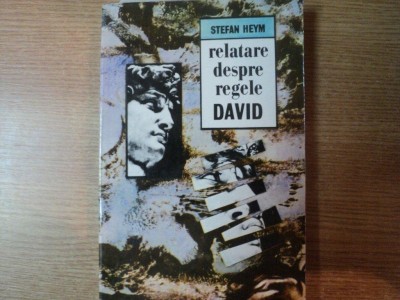 STEFAN HEYM
relatare
despre
regele
DAVID